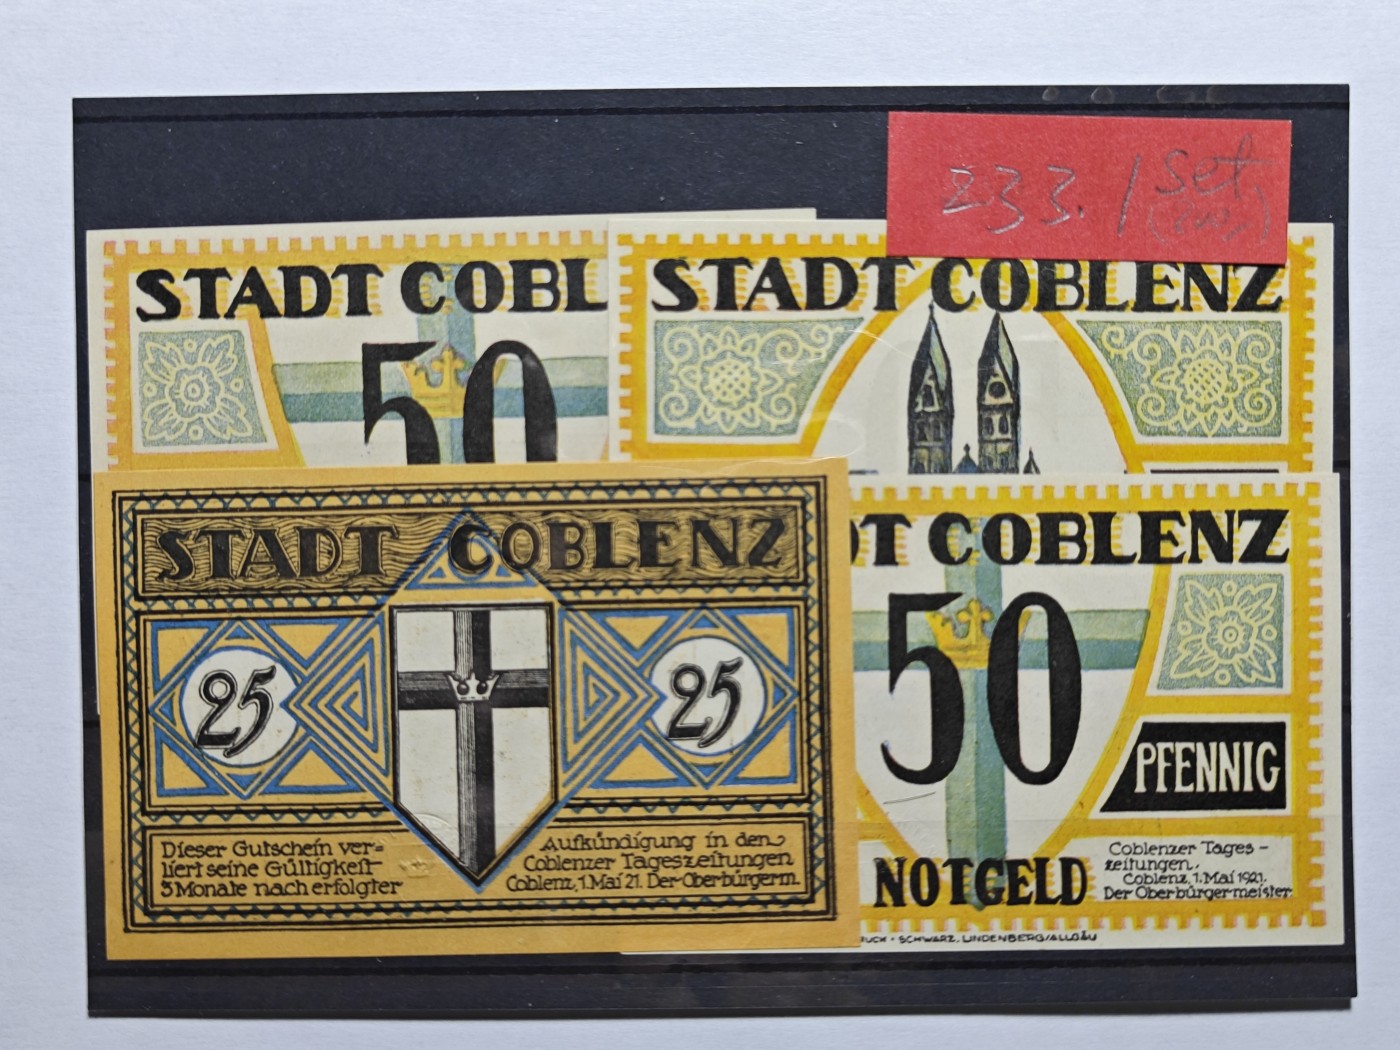 233. 1 Set
STADT COBL
50
STADT COBLENZ
STADT COBLENZ
25
25
Dieser Gutschein ver=
liert seine Gültigkeit
3 Monate nach erfolgter
Aufkündigung in den
Coblenzer Tageszeitungen
Coblenz, 1. Mai 21. Der Oberbürgerm.
DT COBLENZ
50
PFENNIG
NOTGELD
Coblenzer Tages-
zeitungen.
Coblenz, 1. Mai 1921.
Der Oberbürgermeister
RUCK · SCHWARZ, LINDENBERG/ALLGÄU